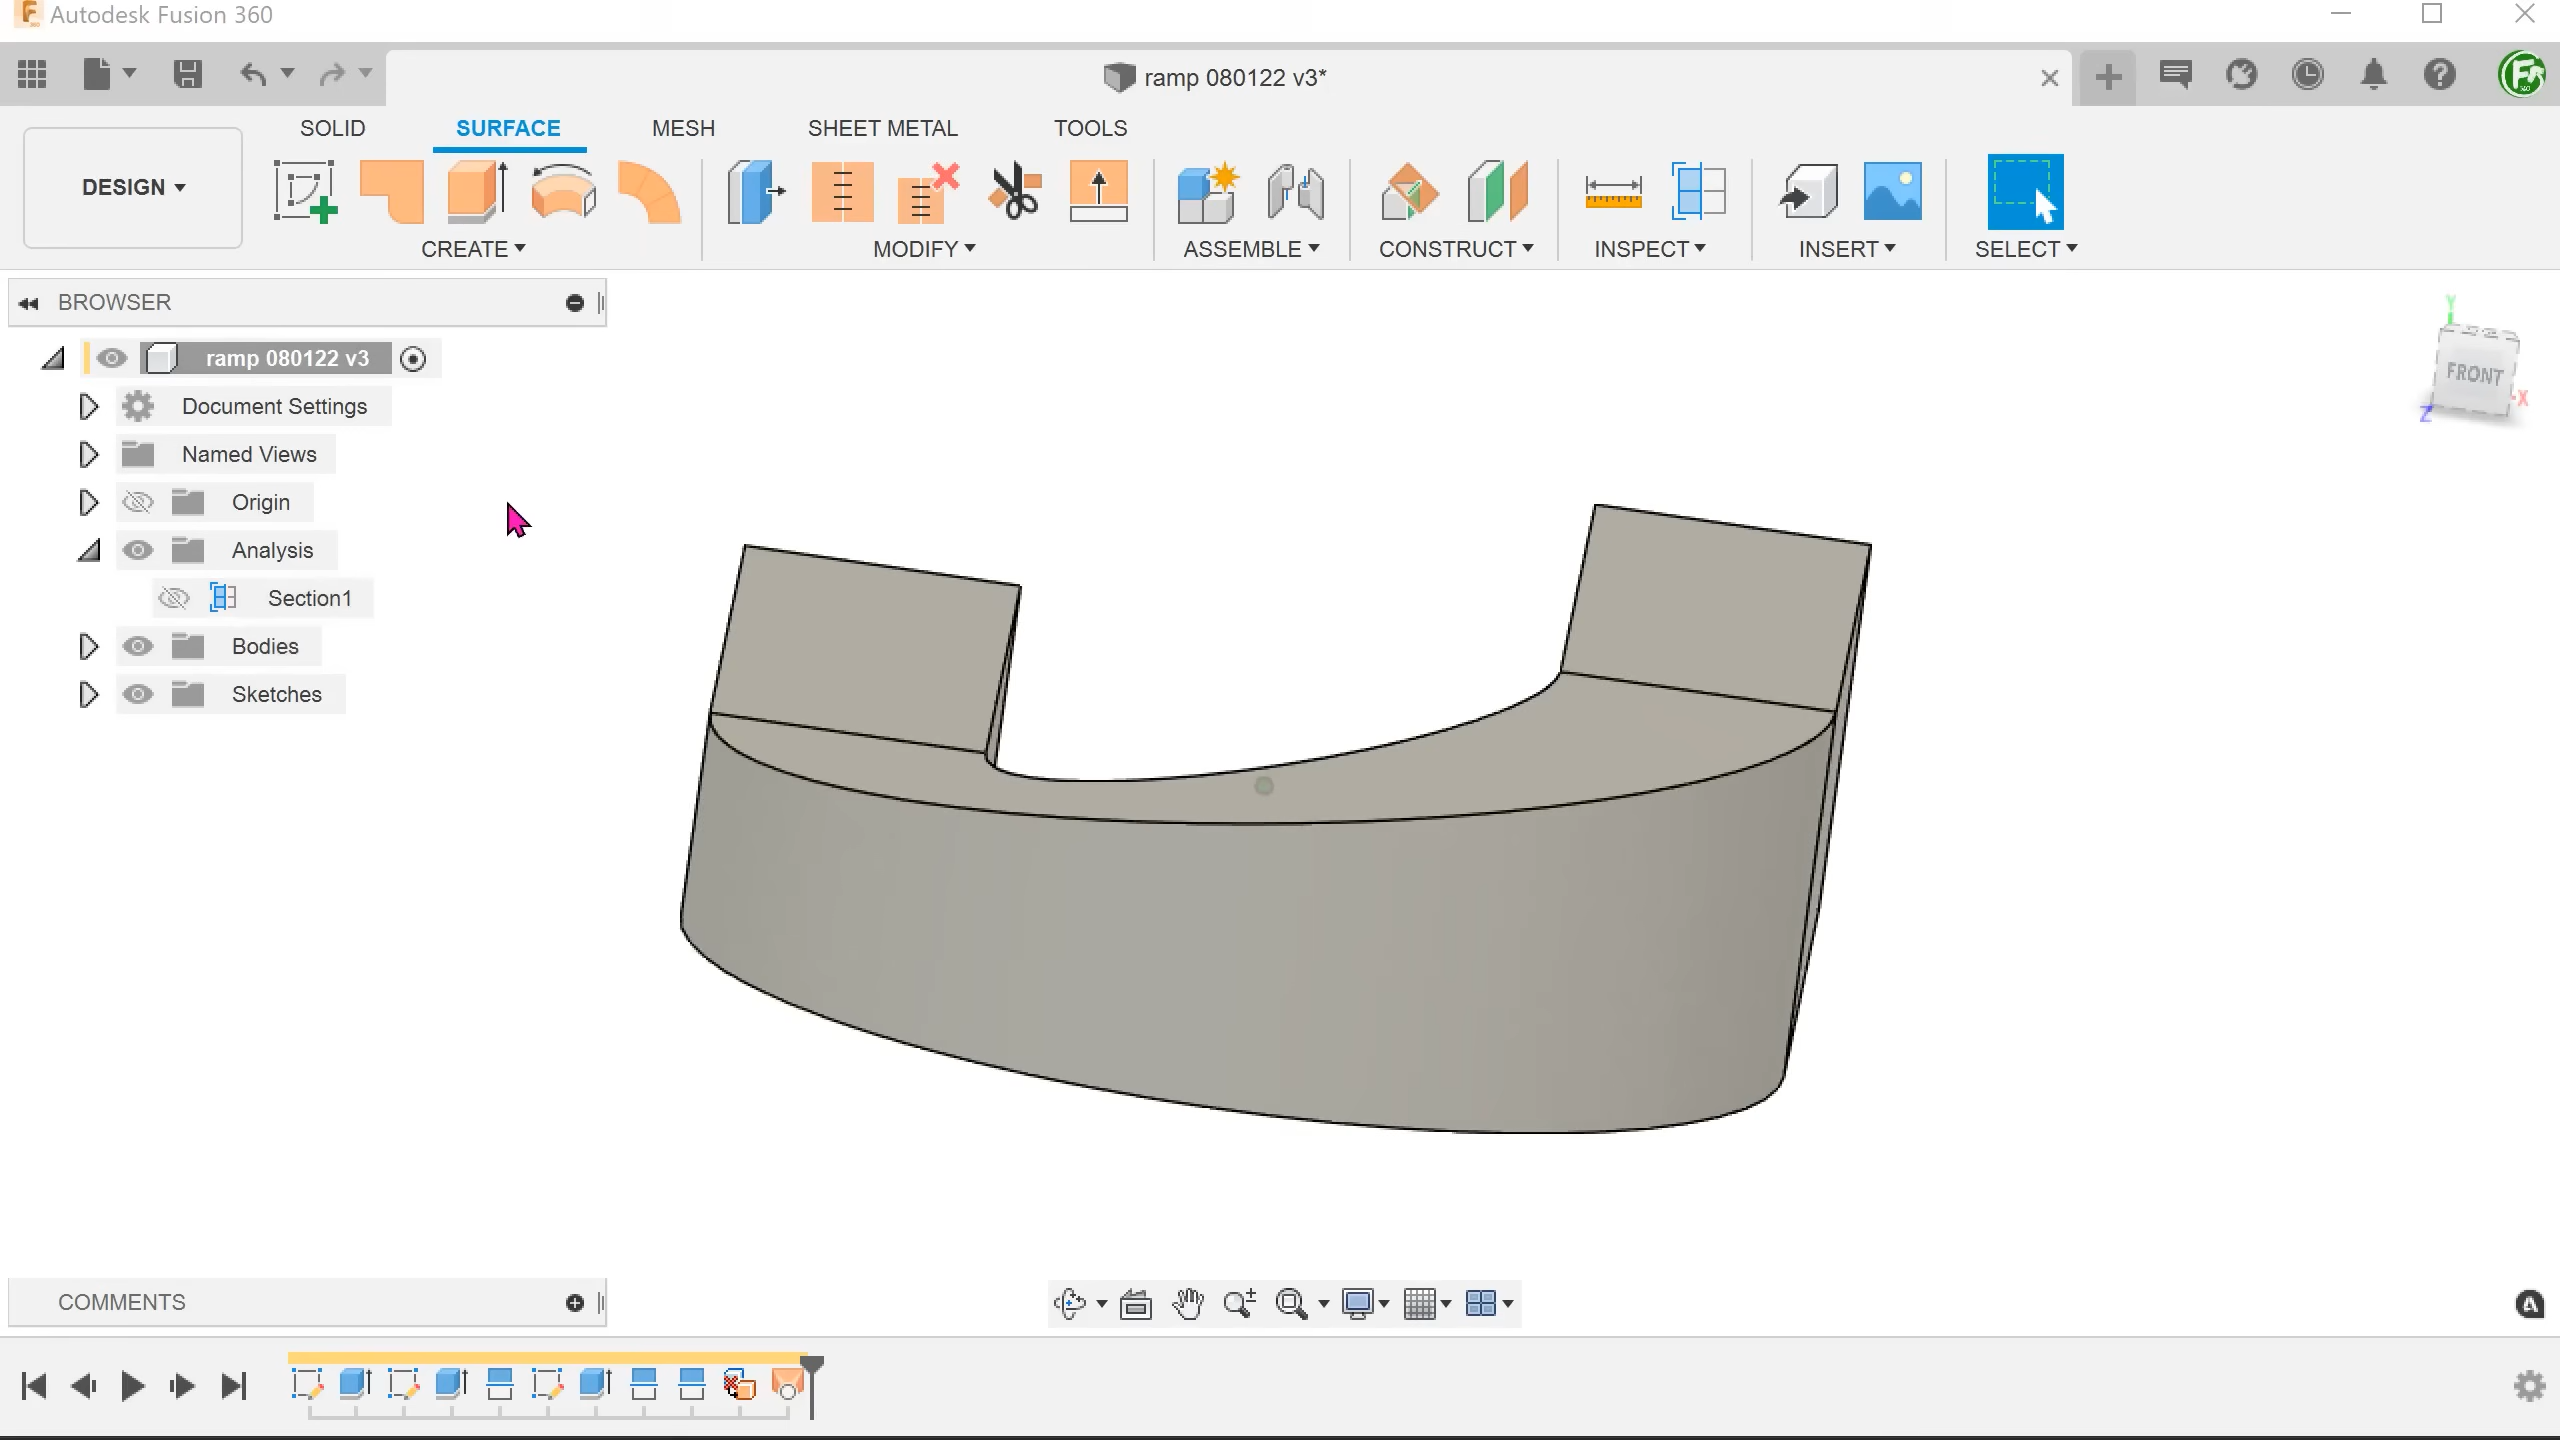 Autodesk Fusion 360
ramp 080122 v3*
SOLID SURFACE MESH SHEET METAL TOOLS
DESIGN
CREATE MODIFY ASSEMBLE CONSTRUCT INSPECT INSERT SELECT
BROWSER
ramp 080122 v3
Document Settings
Named Views
Origin
Analysis
Section1
Bodies
Sketches
Y
FRONT
X
Z
COMMENTS